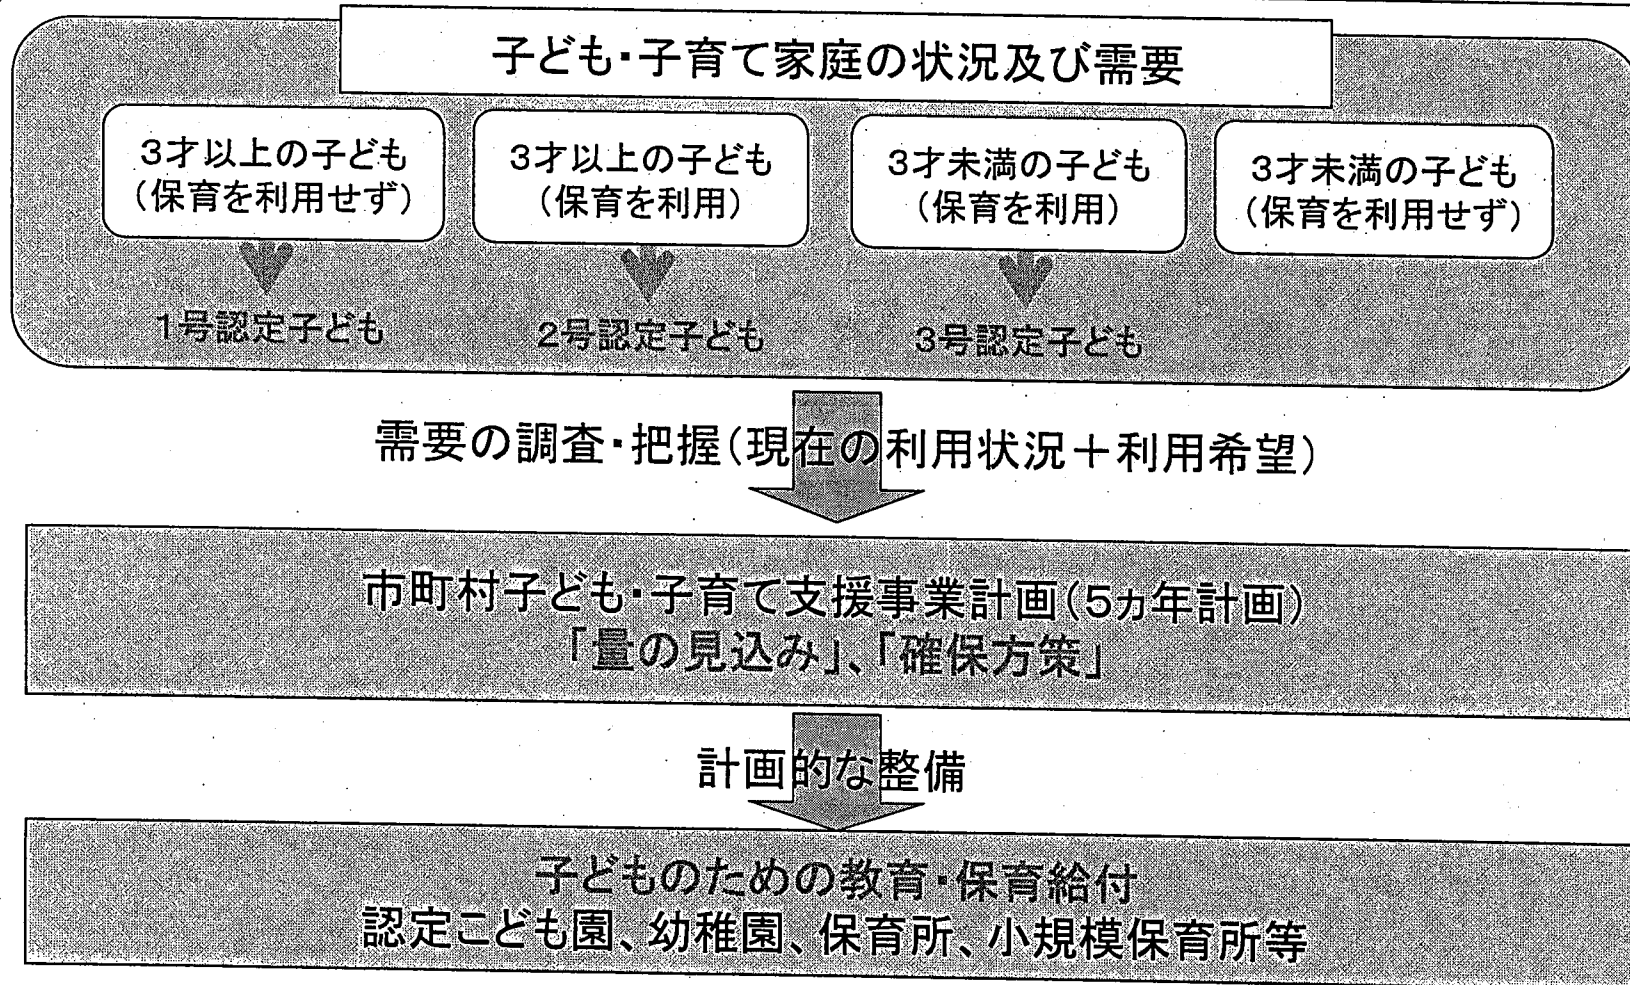 子ども・子育て家庭の状況及び需要
3才以上の子ども
(保育を利用せず)
3才以上の子ども
(保育を利用)
3才未満の子ども
(保育を利用)
3才未満の子ども
(保育を利用せず)
1号認定子ども
2号認定子ども
3号認定子ども
需要の調査・把握(現在の利用状況+利用希望)
市町村子ども・子育て支援事業計画(5ヵ年計画)
「量の見込み」、「確保方策」
計画的な整備
子どものための教育・保育給付
認定こども園、幼稚園、保育所、小規模保育所等